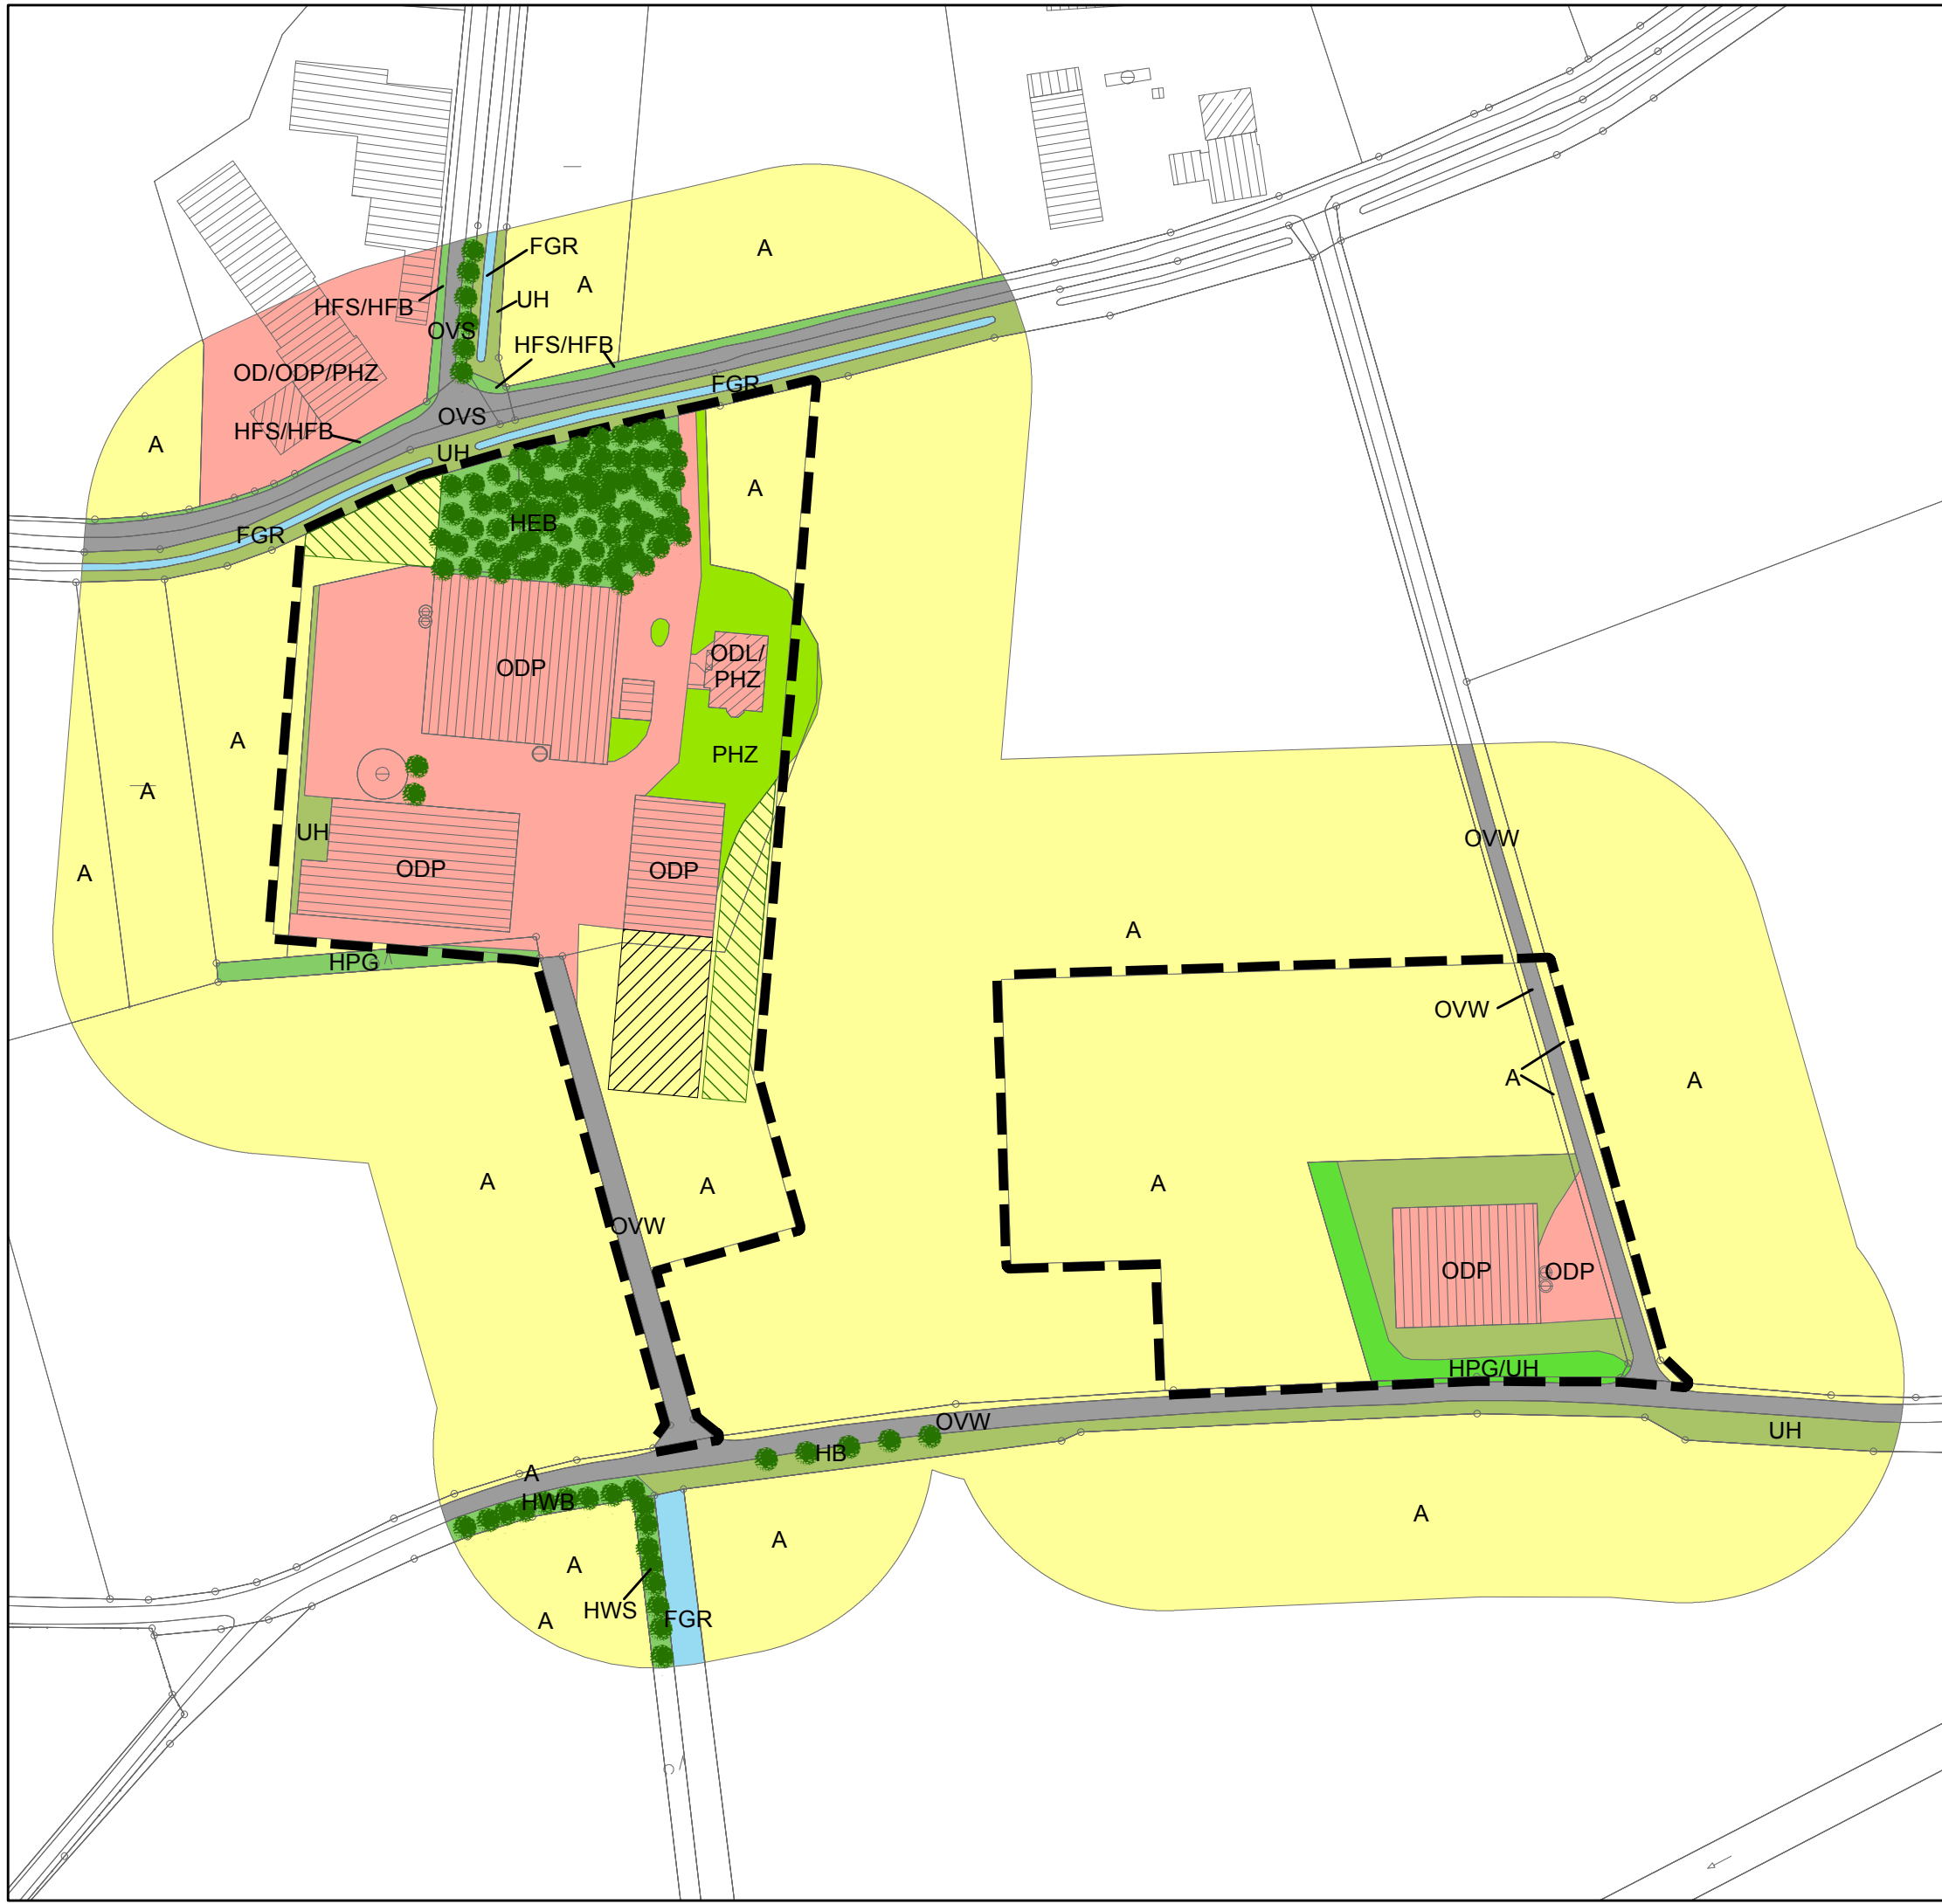 FGR
A
A
HFS/HFB
UH
OVS
HFS/HFB
OD/ODP/PHZ
FGR
OVS
HFS/HFB
A
UH
A
HEB
FGR
ODL/
PHZ
ODP
A
PHZ
A
UH
OVW
ODP
ODP
A
A
HPG
OVW
A
A
A
A
A
OVW
ODP
ODP
HPG/UH
OVW
UH
HB
A
HWB
A
A
A
HWS
FGR
A